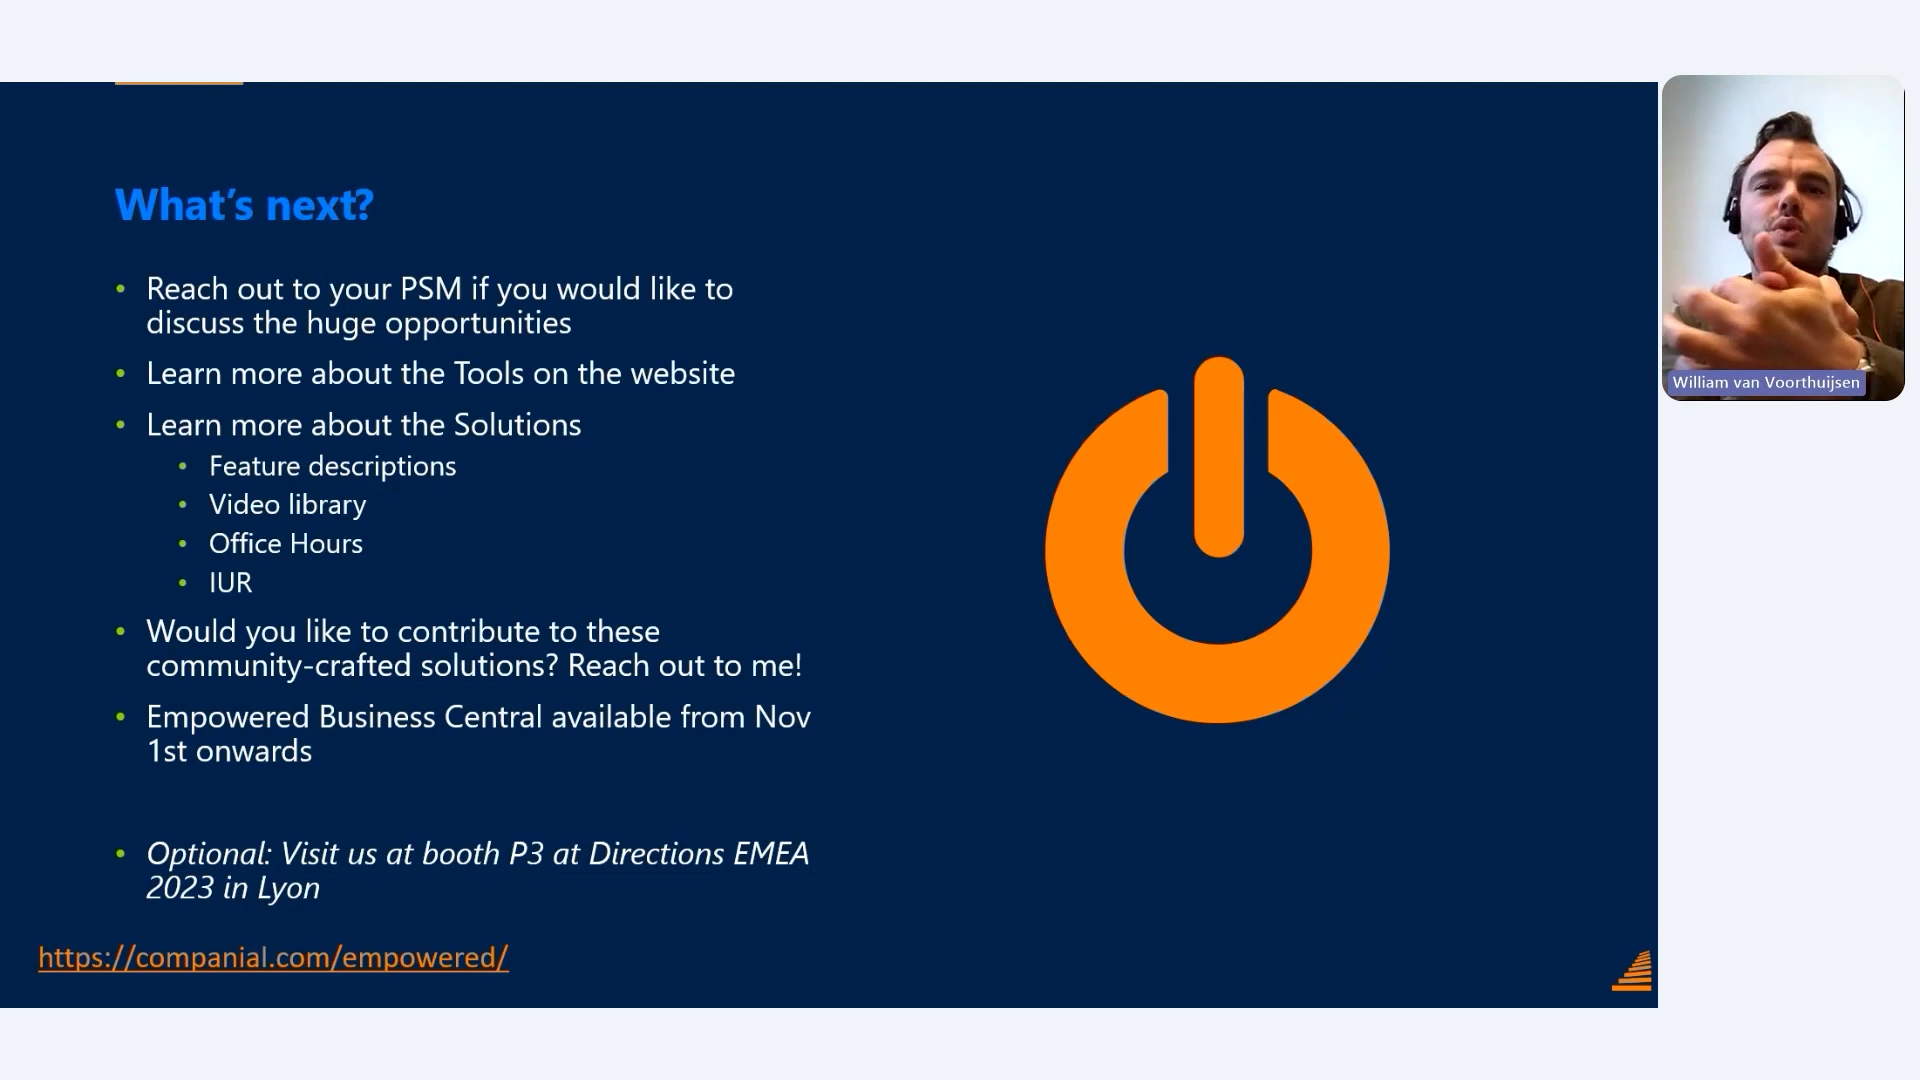 What's next?
• Reach out to your PSM if you would like to
discuss the huge opportunities
• Learn more about the Tools on the website
• Learn more about the Solutions
• Feature descriptions
• Video library
• Office Hours
• IUR
• Would you like to contribute to these
community-crafted solutions? Reach out to me!
• Empowered Business Central available from Nov
1st onwards
• Optional: Visit us at booth P3 at Directions EMEA
2023 in Lyon
https://companial.com/empowered/
William van Voorthuijsen